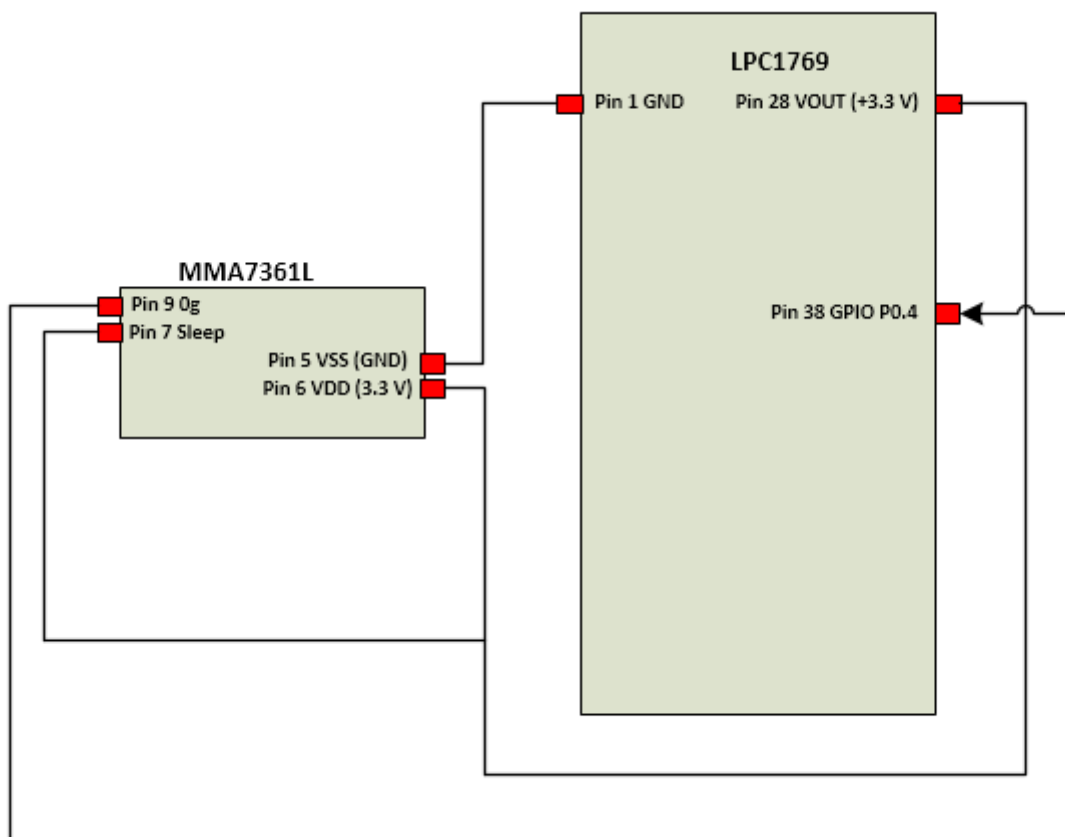 LPC1769
Pin 1 GND
Pin 28 VOUT (+3.3 V)
MMA7361L
Pin 9 0g
Pin 38 GPIO P0.4
Pin 7 Sleep
Pin 5 VSS (GND)
Pin 6 VDD (3.3 V)